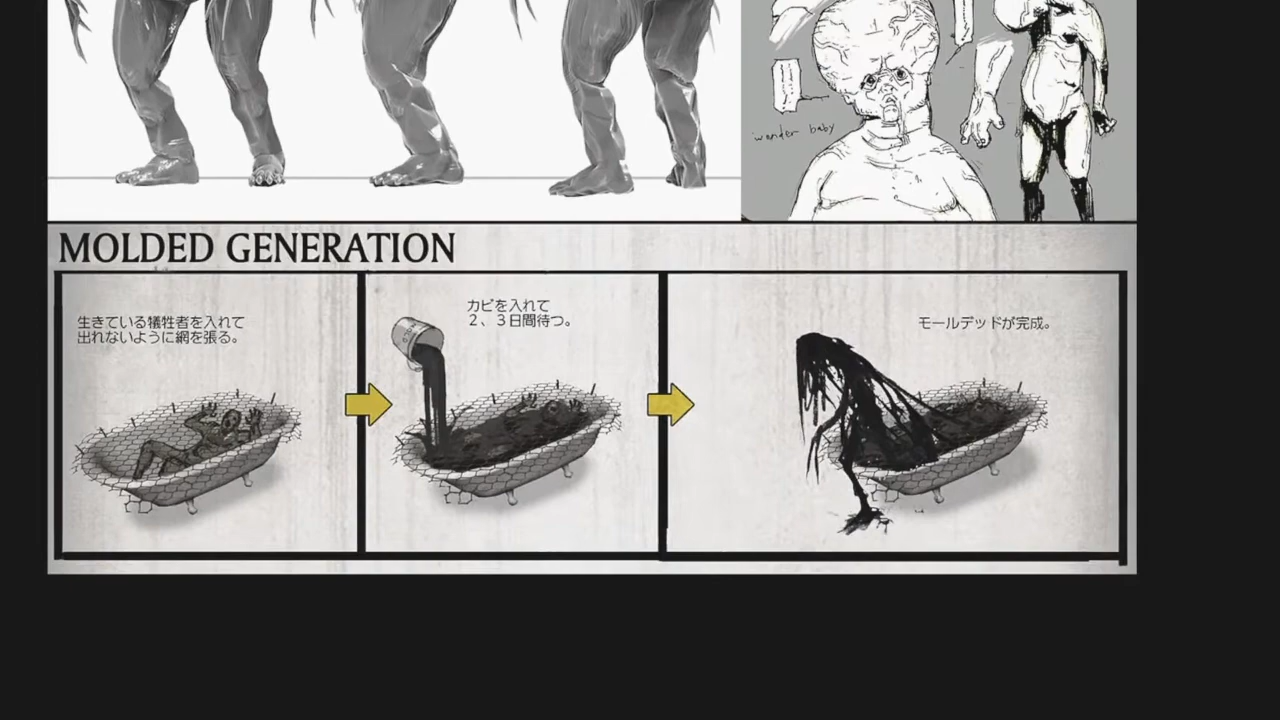 wonder baby
MOLDED GENERATION
生きている犠牲者を入れて
出れないように網を張る。
カビを入れて
２、３日間待つ。
モールデッドが完成。